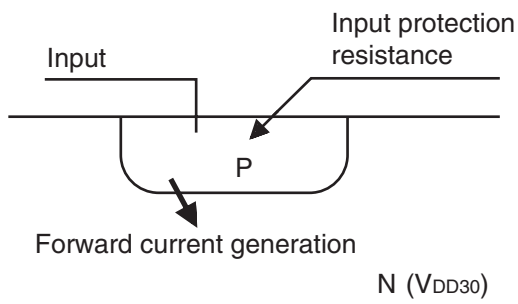 Input protection
resistance
Input
P
Forward current generation
N (VDD30)